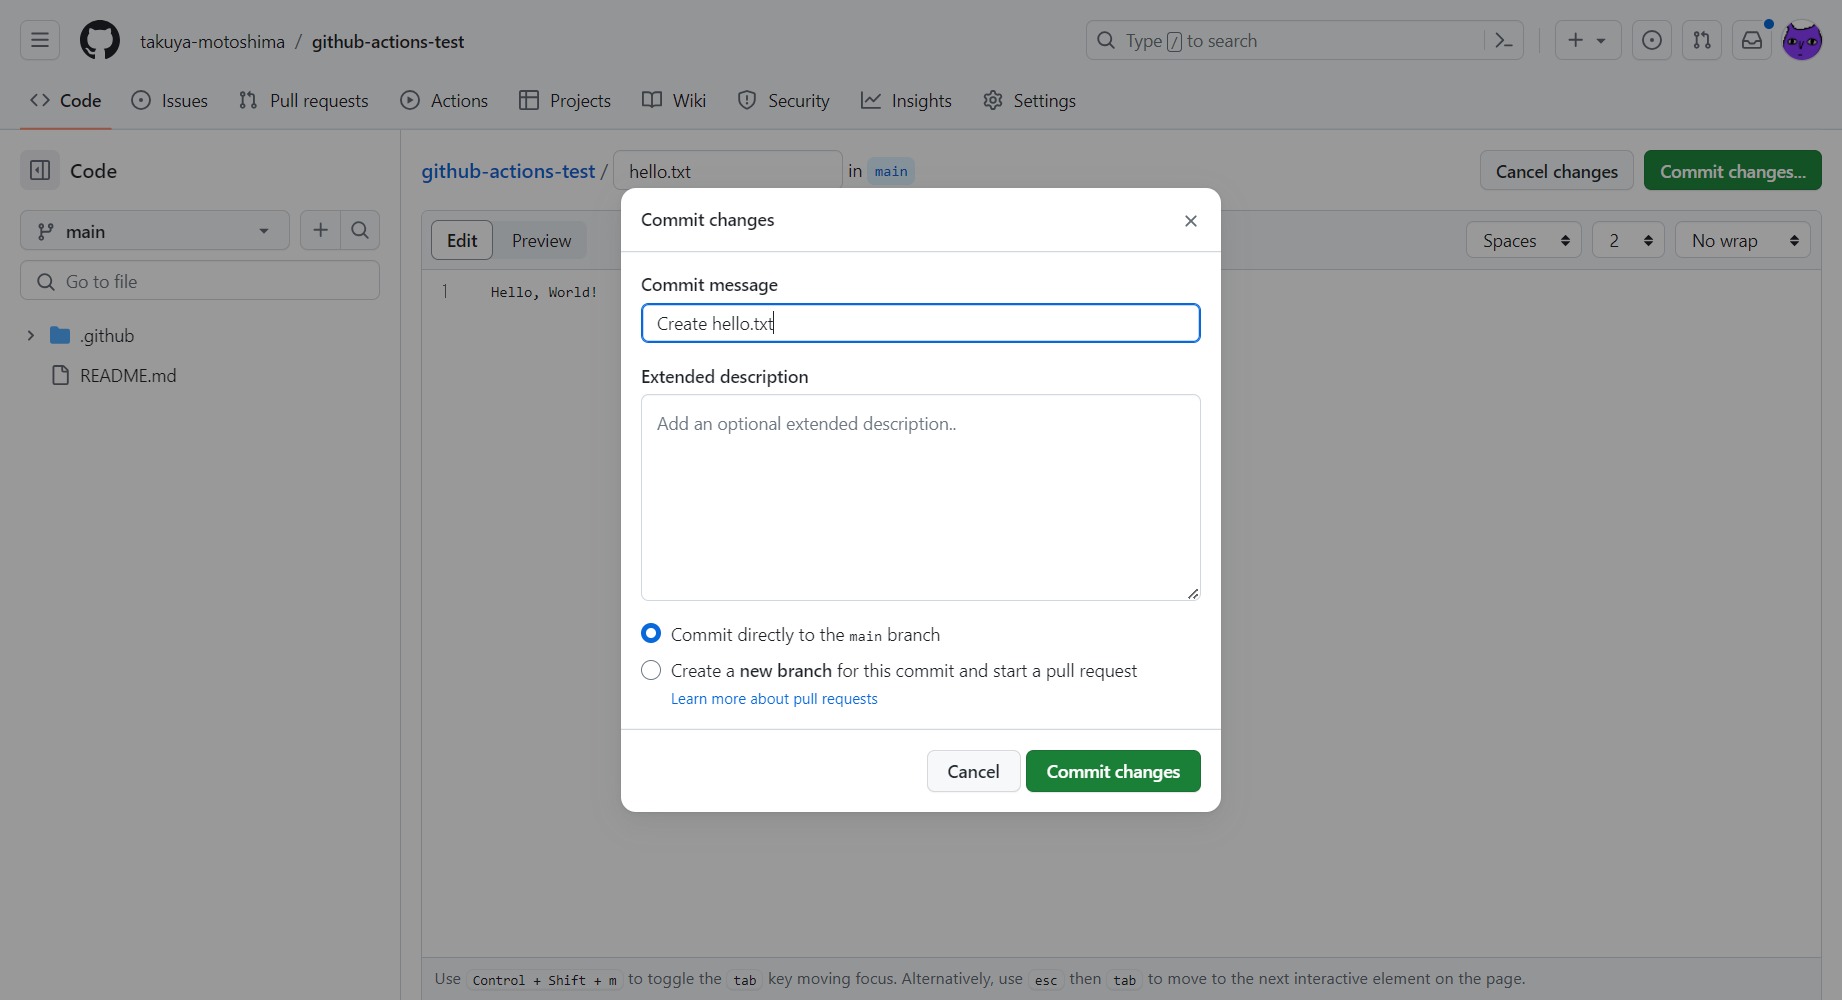 takuya-motoshima / github-actions-test
Type / to search
Code Issues Pull requests Actions Projects Wiki Security Insights Settings
Code
github-actions-test / hello.txt in main
Cancel changes Commit changes...
main
Go to file
.github
README.md
Edit Preview
Spaces 2 No wrap
1 Hello, World!
Commit changes
Commit message
Create hello.txt
Extended description
Add an optional extended description..
Commit directly to the main branch
Create a new branch for this commit and start a pull request
Learn more about pull requests
Cancel Commit changes
Use Control + Shift + m to toggle the tab key moving focus. Alternatively, use esc then tab to move to the next interactive element on the page.